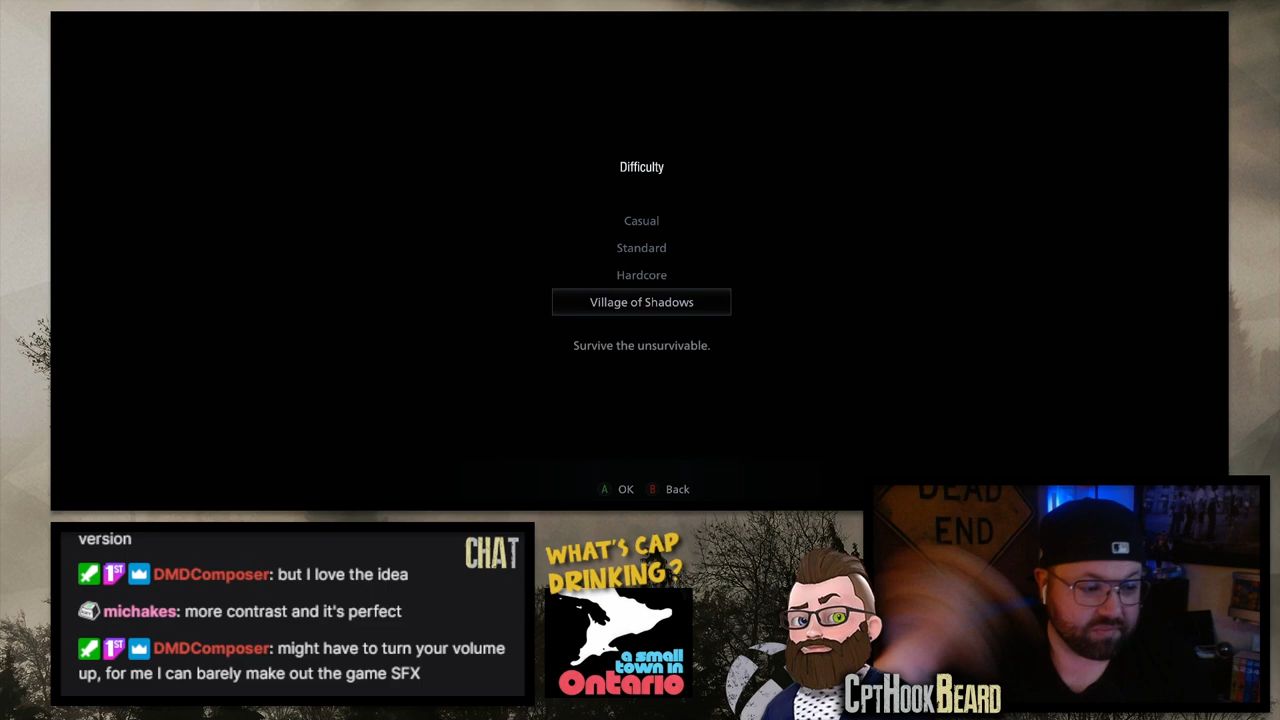 Difficulty
Casual
Standard
Hardcore
Village of Shadows
Survive the unsurvivable.
A OK B Back
DEAD
END
version
CHAT
1ST DMDComposer: but I love the idea
michakes: more contrast and it's perfect
1ST DMDComposer: might have to turn your volume
up, for me I can barely make out the game SFX
WHAT'S CAP
DRINKING?
a small
town in
Ontario
CPTHOOKBEARD